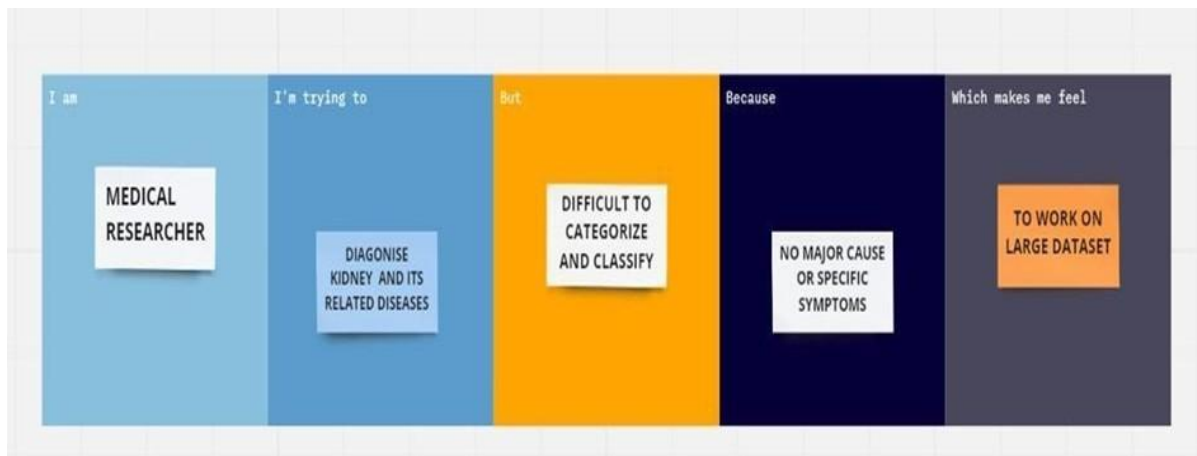 I am
MEDICAL
RESEARCHER
I'm trying to
DIAGONISE
KIDNEY AND ITS
RELATED DISEASES
But
DIFFICULT TO
CATEGORIZE
AND CLASSIFY
Because
NO MAJOR CAUSE
OR SPECIFIC
SYMPTOMS
Which makes me feel
TO WORK ON
LARGE DATASET